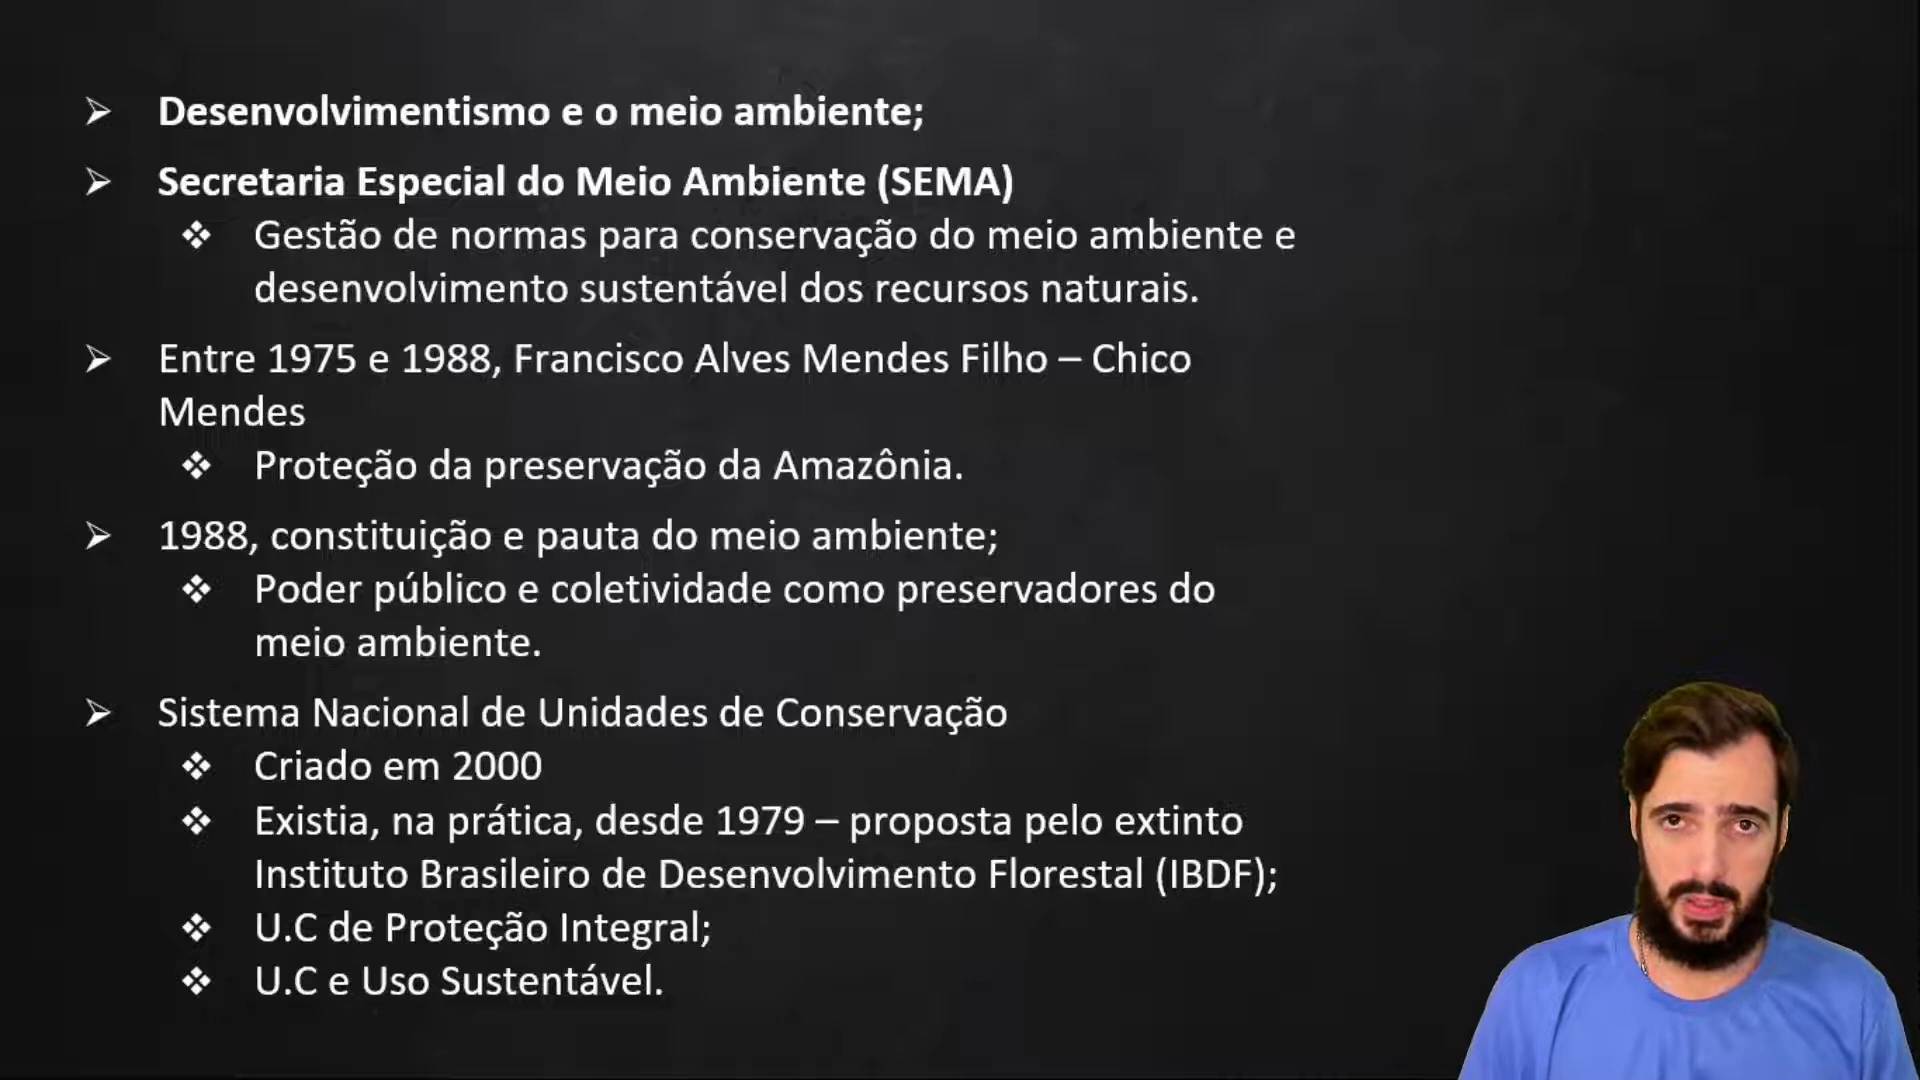 Desenvolvimentismo e o meio ambiente;
Secretaria Especial do Meio Ambiente (SEMA)
Gestão de normas para conservação do meio ambiente e
desenvolvimento sustentável dos recursos naturais.
Entre 1975 e 1988, Francisco Alves Mendes Filho – Chico
Mendes
Proteção da preservação da Amazônia.
1988, constituição e pauta do meio ambiente;
Poder público e coletividade como preservadores do
meio ambiente.
Sistema Nacional de Unidades de Conservação
Criado em 2000
Existia, na prática, desde 1979 – proposta pelo extinto
Instituto Brasileiro de Desenvolvimento Florestal (IBDF);
U.C de Proteção Integral;
U.C e Uso Sustentável.